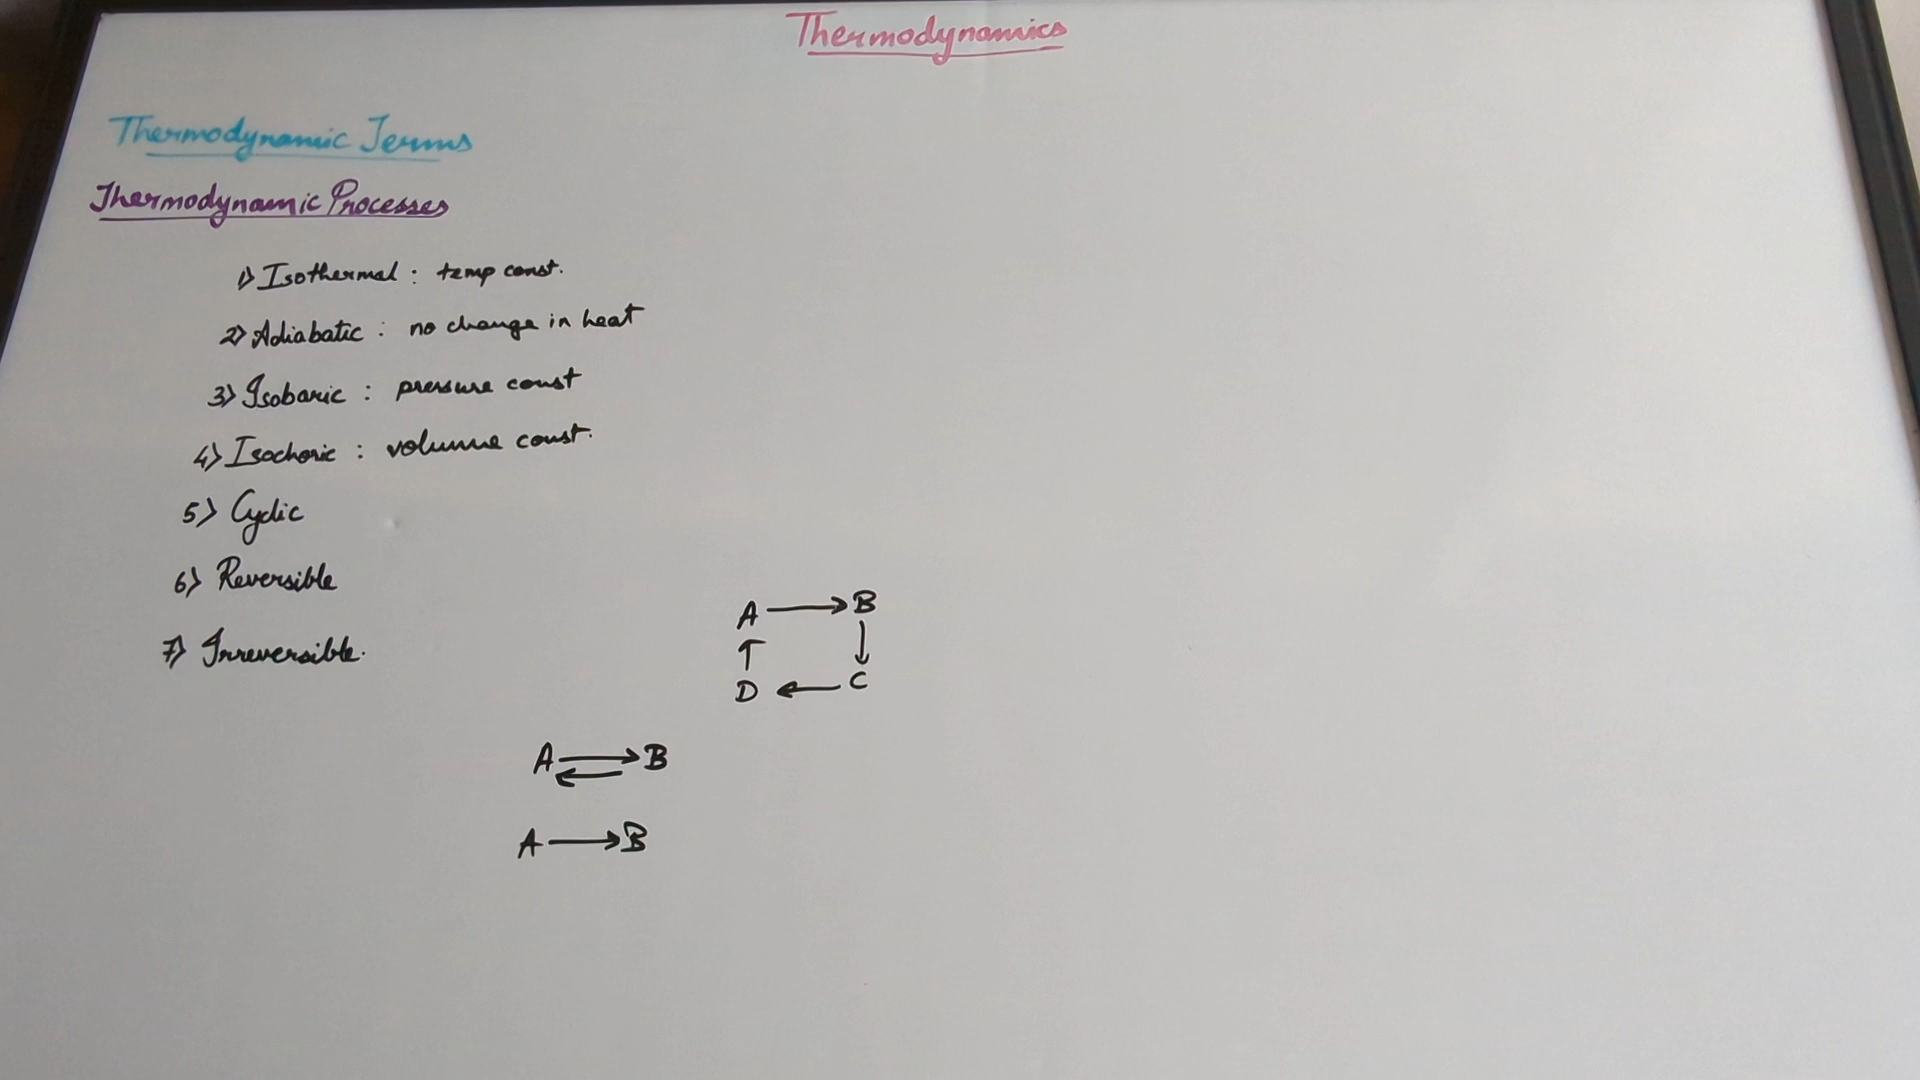 Thermodynamics
Thermodynamic Terms
Thermodynamic Processes
1) Isothermal : temp const.
2) Adiabatic : no change in heat
3) Isobaric : pressure const
4) Isochoric : volume const.
5) Cyclic
6) Reversible
7) Irreversible.
A → B
↑ ↓
D ← C
A ⇄ B
A → B